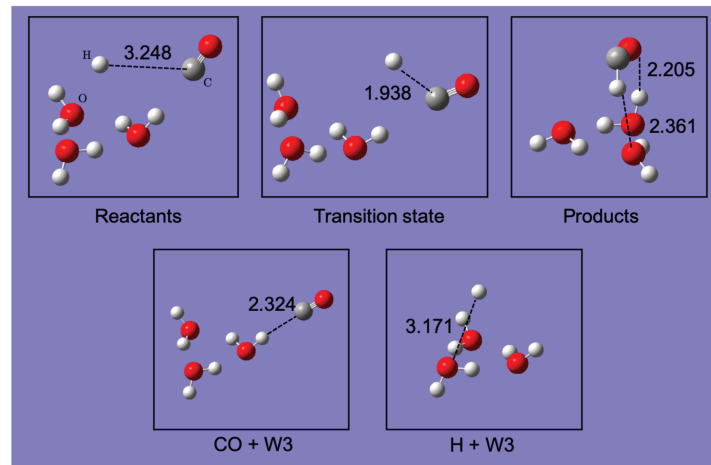 H
3.248
C
O
Reactants
1.938
Transition state
2.205
2.361
Products
2.324
CO + W3
3.171
H + W3